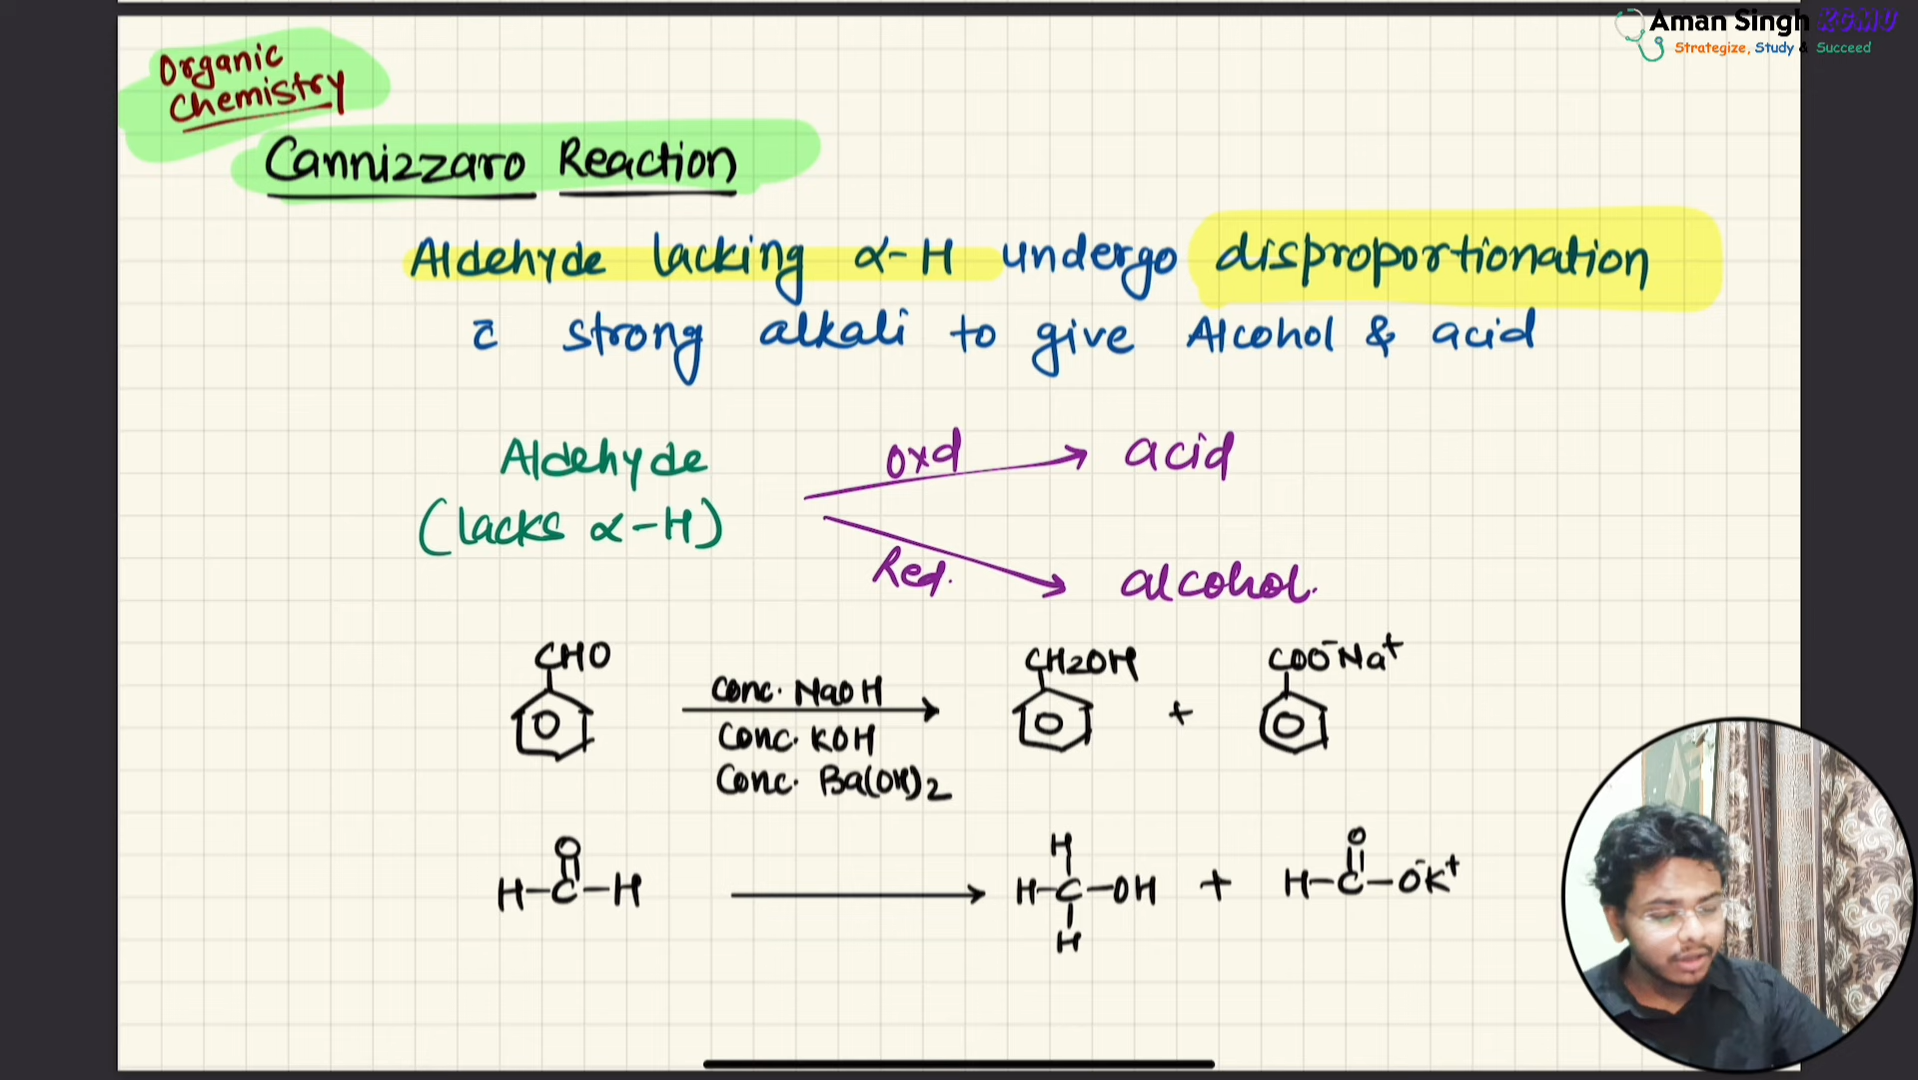 Aman Singh KGMU
Strategize, Study & Succeed
Organic
Chemistry
Cannizzaro Reaction
Aldehyde lacking α-H undergo disproportionation
c̄ strong alkali to give Alcohol & acid
Aldehyde
(lacks α-H)
oxd
acid
Red.
alcohol.
CHO
Conc. NaOH
Conc. KOH
Conc. Ba(OH)2
CH2OH
+
COO⁻Na⁺
O
H-C-H
H
H-C-OH
H
+
O
H-C-O⁻K⁺